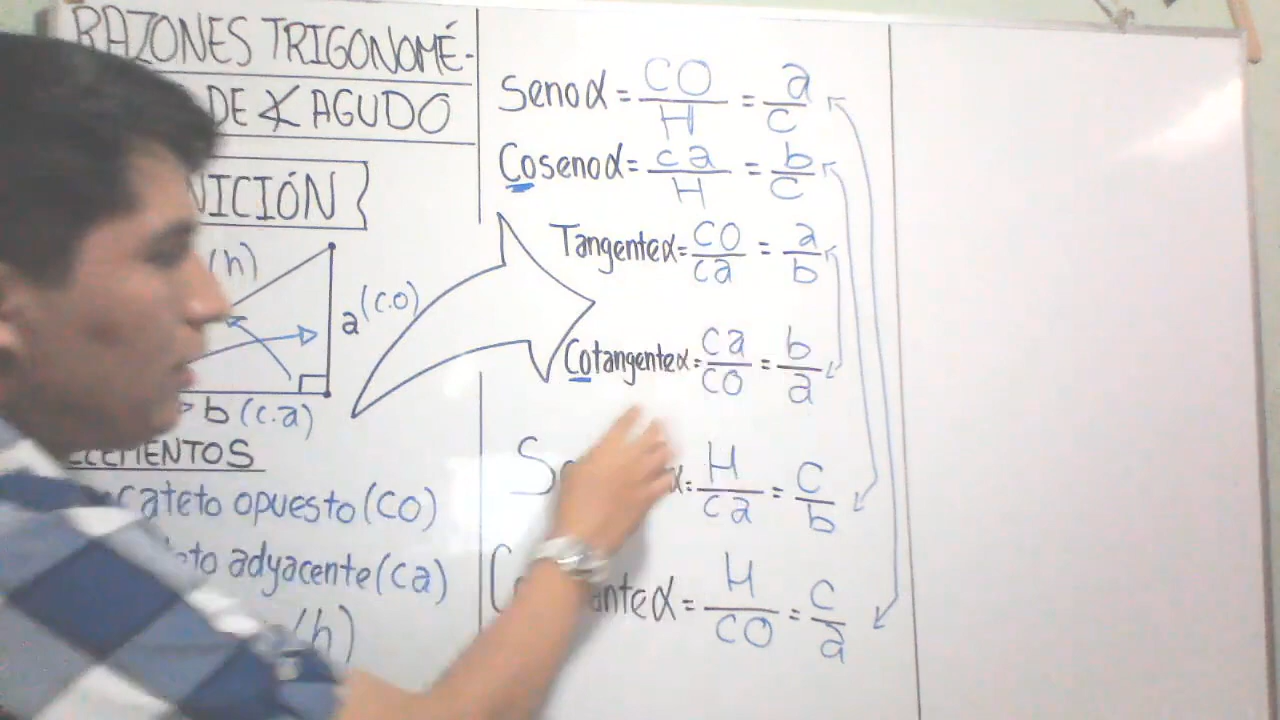 RAZONES TRIGONOMÉ-
DE ∢ AGUDO
NICIÓN
(h)
a (c.o)
b (c.a)
ELEMENTOS
cateto opuesto (CO)
to adyacente (ca)
(h)
Seno α = CO/H = a/c
Coseno α = ca/H = b/c
Tangente α = CO/ca = a/b
Cotangente α = ca/CO = b/a
S α = H/ca = c/b
C ante α = H/CO = c/a